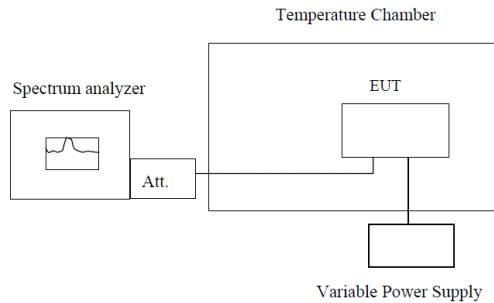 Temperature Chamber
Spectrum analyzer
EUT
Att.
Variable Power Supply